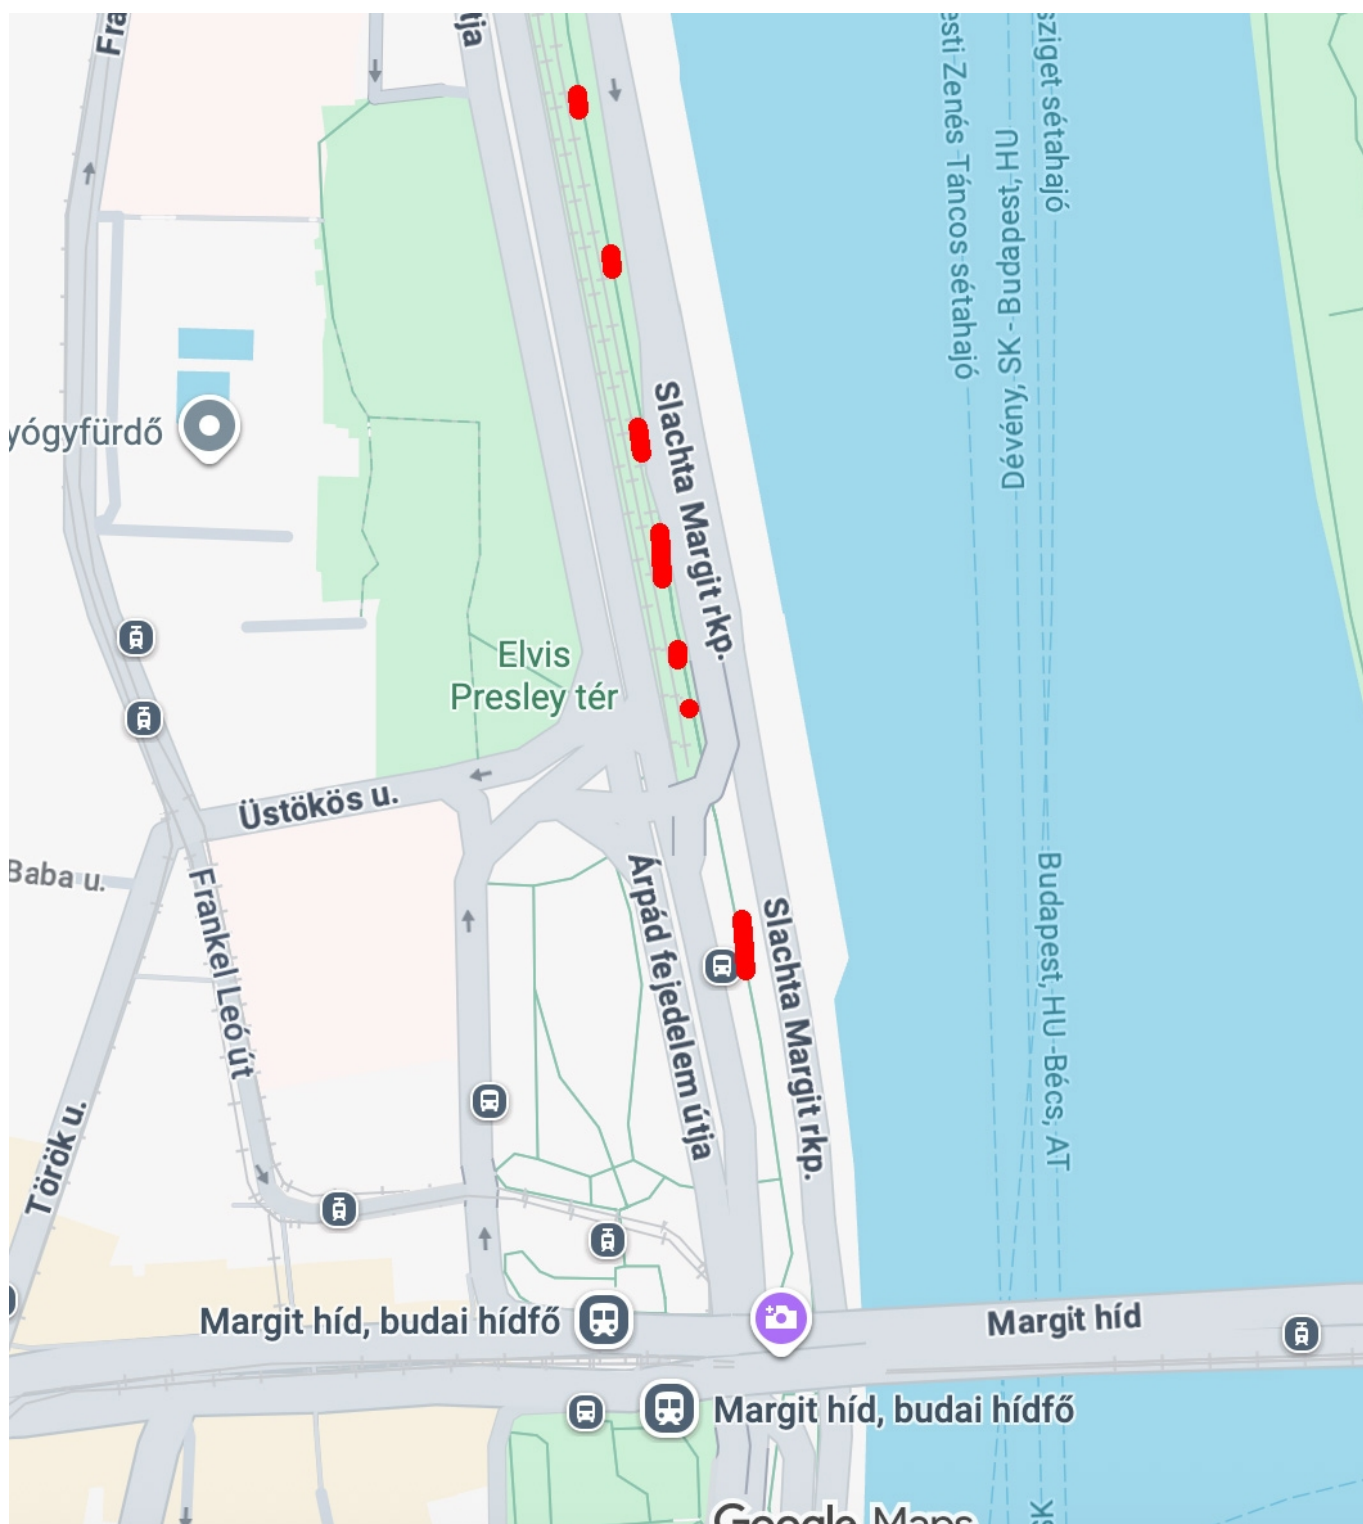 Fra
tja
esti Zenés Táncos sétahajó
Dévény, SK - Budapest, HU
sziget sétahajó
yógyfürdő
Slachta Margit rkp.
Elvis
Presley tér
Üstökös u.
Baba u.
Frankel Leó út
Árpád fejedelem útja
Slachta Margit rkp.
Budapest, HU-Bécs, AT
Török u.
Margit híd, budai hídfő
Margit híd
Margit híd, budai hídfő
Google Maps
SK